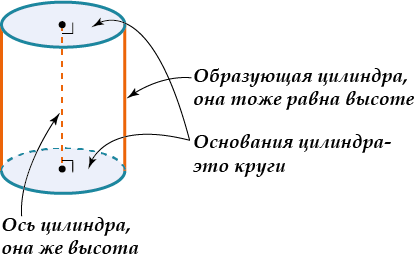 Образующая цилиндра,
она тоже равна высоте
Основания цилиндра-
это круги
Ось цилиндра,
она же высота